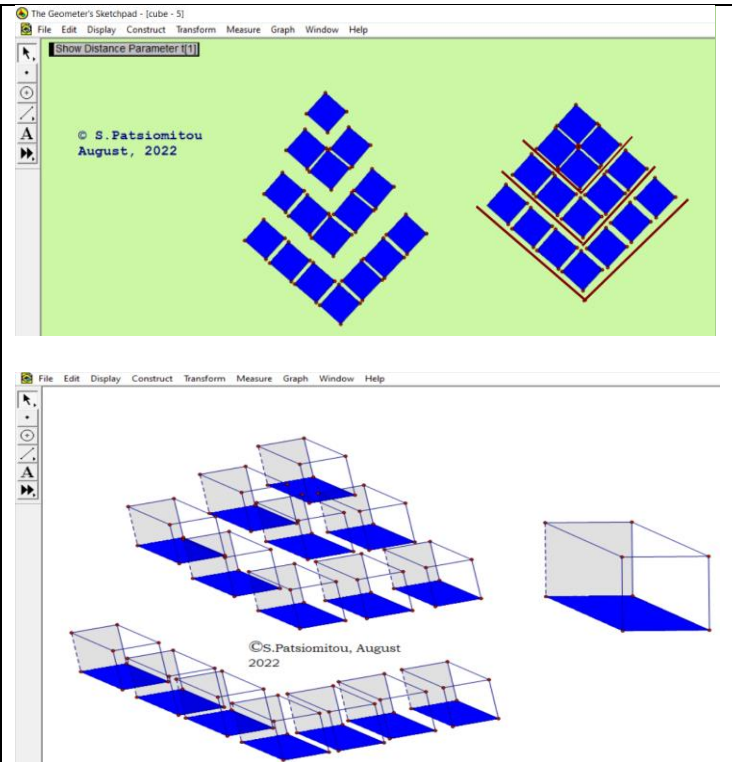 The Geometer's Sketchpad - [cube - 5]
File Edit Display Construct Transform Measure Graph Window Help
Show Distance Parameter t[1]
A
© S.Patsiomitou
August, 2022
File Edit Display Construct Transform Measure Graph Window Help
A
©S.Patsiomitou, August
2022